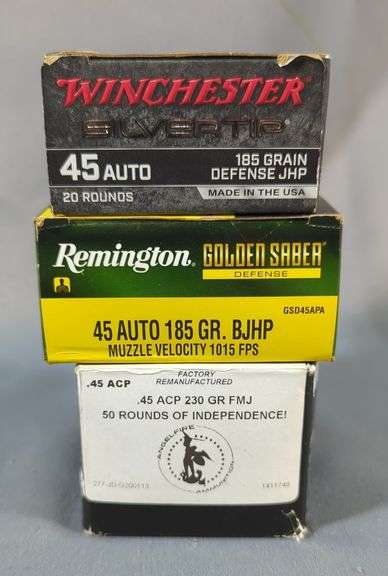 WINCHESTER
SILVERTIP
45 AUTO
20 ROUNDS
185 GRAIN
DEFENSE JHP
MADE IN THE USA
Remington. GOLDEN SABER
DEFENSE
GSD45APA
45 AUTO 185 GR. BJHP
MUZZLE VELOCITY 1015 FPS
.45 ACP
FACTORY
REMANUFACTURED
.45 ACP 230 GR FMJ
50 ROUNDS OF INDEPENDENCE!
ANGELFIRE
AMMUNITION